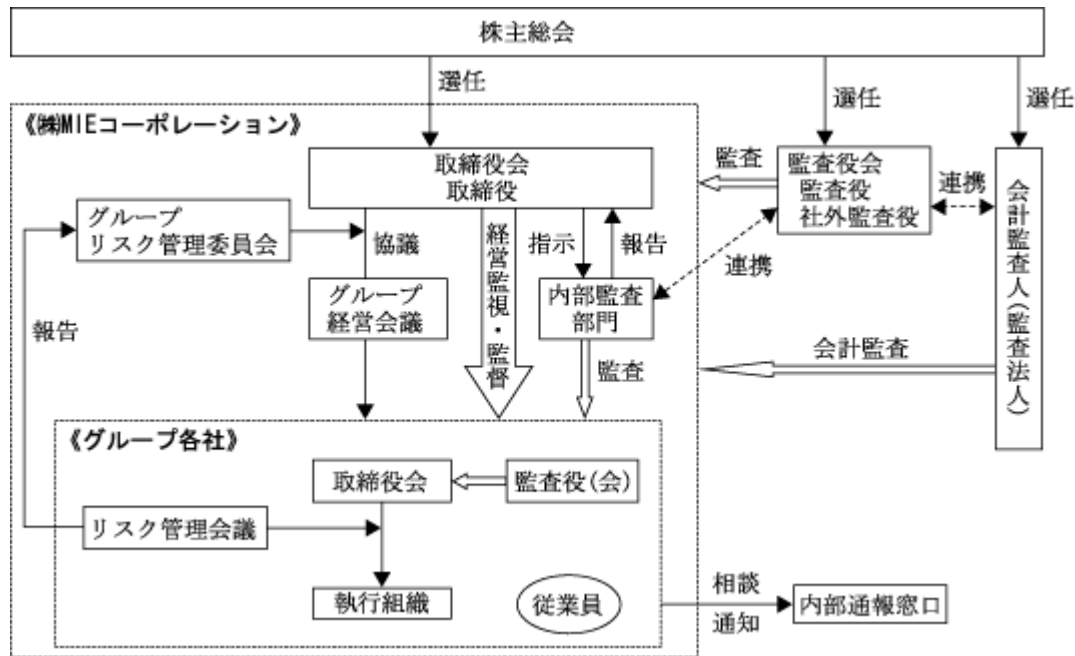 株主総会
選任
選任
選任
《㈱MIEコーポレーション》
取締役会
取締役
監査
監査役会
監査役
社外監査役
連携
会計監査人(監査法人)
グループ
リスク管理委員会
協議
経営監視・監督
指示
報告
連携
グループ
経営会議
内部監査
部門
報告
会計監査
監査
《グループ各社》
取締役会
監査役(会)
リスク管理会議
執行組織
従業員
相談
通知
内部通報窓口